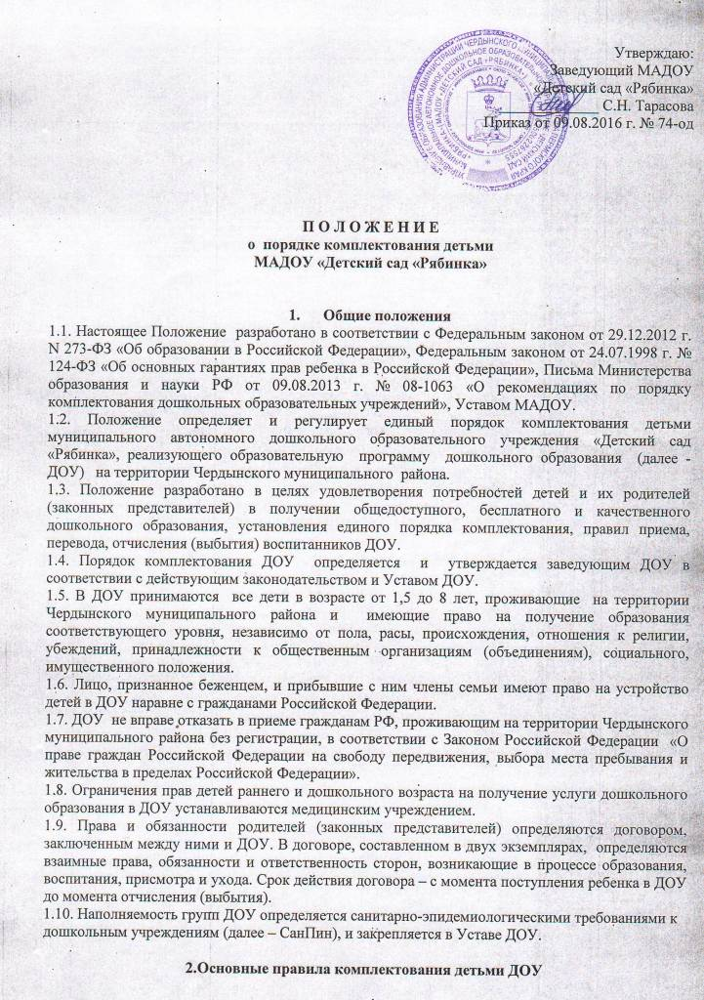 Утверждаю:
Заведующий МАДОУ
«Детский сад «Рябинка»
С.Н. Тарасова
Приказ от 09.08.2016 г. № 74-од
П О Л О Ж Е Н И Е
о порядке комплектования детьми
МАДОУ «Детский сад «Рябинка»
1. Общие положения
1.1. Настоящее Положение разработано в соответствии с Федеральным законом от 29.12.2012 г.
N 273-ФЗ «Об образовании в Российской Федерации», Федеральным законом от 24.07.1998 г. №
124-ФЗ «Об основных гарантиях прав ребенка в Российской Федерации», Письма Министерства
образования и науки РФ от 09.08.2013 г. № 08-1063 «О рекомендациях по порядку
комплектования дошкольных образовательных учреждений», Уставом МАДОУ.
1.2. Положение определяет и регулирует единый порядок комплектования детьми
муниципального автономного дошкольного образовательного учреждения «Детский сад
«Рябинка», реализующего образовательную программу дошкольного образования (далее -
ДОУ) на территории Чердынского муниципального района.
1.3. Положение разработано в целях удовлетворения потребностей детей и их родителей
(законных представителей) в получении общедоступного, бесплатного и качественного
дошкольного образования, установления единого порядка комплектования, правил приема,
перевода, отчисления (выбытия) воспитанников ДОУ.
1.4. Порядок комплектования ДОУ определяется и утверждается заведующим ДОУ в
соответствии с действующим законодательством и Уставом ДОУ.
1.5. В ДОУ принимаются все дети в возрасте от 1,5 до 8 лет, проживающие на территории
Чердынского муниципального района и имеющие право на получение образования
соответствующего уровня, независимо от пола, расы, происхождения, отношения к религии,
убеждений, принадлежности к общественным организациям (объединениям), социального,
имущественного положения.
1.6. Лицо, признанное беженцем, и прибывшие с ним члены семьи имеют право на устройство
детей в ДОУ наравне с гражданами Российской Федерации.
1.7. ДОУ не вправе отказать в приеме гражданам РФ, проживающим на территории Чердынского
муниципального района без регистрации, в соответствии с Законом Российской Федерации «О
праве граждан Российской Федерации на свободу передвижения, выбора места пребывания и
жительства в пределах Российской Федерации».
1.8. Ограничения прав детей раннего и дошкольного возраста на получение услуги дошкольного
образования в ДОУ устанавливаются медицинским учреждением.
1.9. Права и обязанности родителей (законных представителей) определяются договором,
заключенным между ними и ДОУ. В договоре, составленном в двух экземплярах, определяются
взаимные права, обязанности и ответственность сторон, возникающие в процессе образования,
воспитания, присмотра и ухода. Срок действия договора – с момента поступления ребенка в ДОУ
до момента отчисления (выбытия).
1.10. Наполняемость групп ДОУ определяется санитарно-эпидемиологическими требованиями к
дошкольным учреждениям (далее – СанПин), и закрепляется в Уставе ДОУ.
2.Основные правила комплектования детьми ДОУ